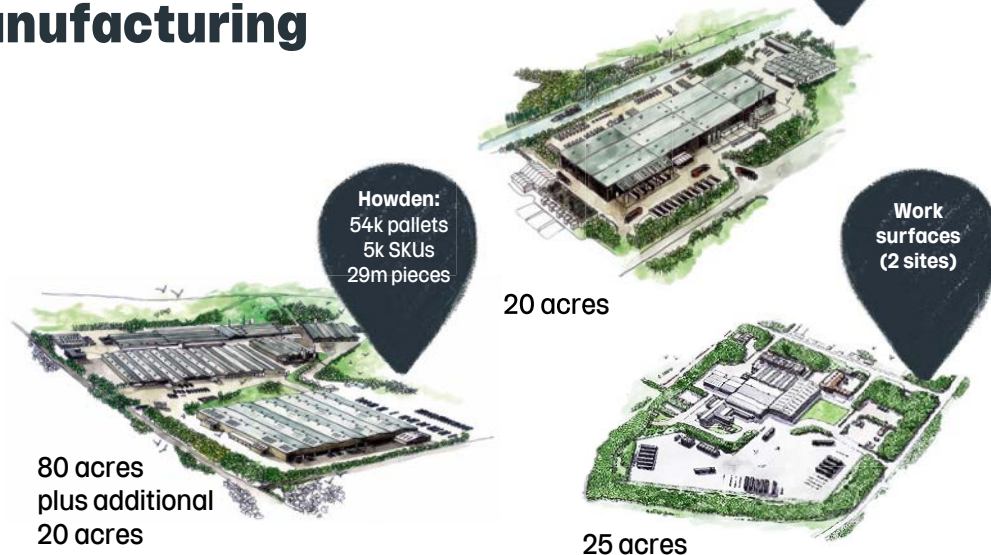 nufacturing
Howden:
54k pallets
5k SKUs
29m pieces
Work
surfaces
(2 sites)
20 acres
80 acres
plus additional
20 acres
25 acres